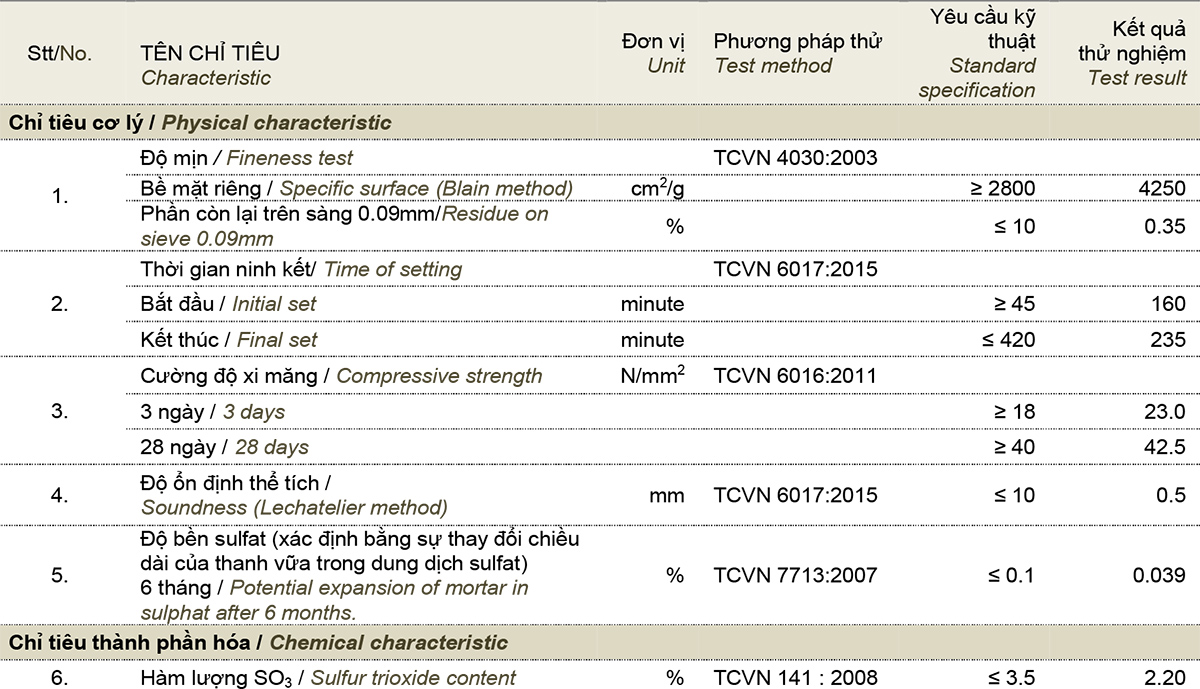 Stt/No. TÊN CHỈ TIÊU Characteristic Đơn vị Unit Phương pháp thử Test method Yêu cầu kỹ thuật Standard specification Kết quả thử nghiệm Test result
Chỉ tiêu cơ lý / Physical characteristic
1. Độ mịn / Fineness test TCVN 4030:2003
Bề mặt riêng / Specific surface (Blain method) cm²/g ≥ 2800 4250
Phần còn lại trên sàng 0.09mm/Residue on
sieve 0.09mm % ≤ 10 0.35
2. Thời gian ninh kết/ Time of setting TCVN 6017:2015
Bắt đầu / Initial set minute ≥ 45 160
Kết thúc / Final set minute ≤ 420 235
3. Cường độ xi măng / Compressive strength N/mm² TCVN 6016:2011
3 ngày / 3 days ≥ 18 23.0
28 ngày / 28 days ≥ 40 42.5
4. Độ ổn định thể tích /
Soundness (Lechatelier method) mm TCVN 6017:2015 ≤ 10 0.5
5. Độ bền sulfat (xác định bằng sự thay đổi chiều
dài của thanh vữa trong dung dịch sulfat)
6 tháng / Potential expansion of mortar in
sulphat after 6 months. % TCVN 7713:2007 ≤ 0.1 0.039
Chỉ tiêu thành phần hóa / Chemical characteristic
6. Hàm lượng SO₃ / Sulfur trioxide content % TCVN 141 : 2008 ≤ 3.5 2.20